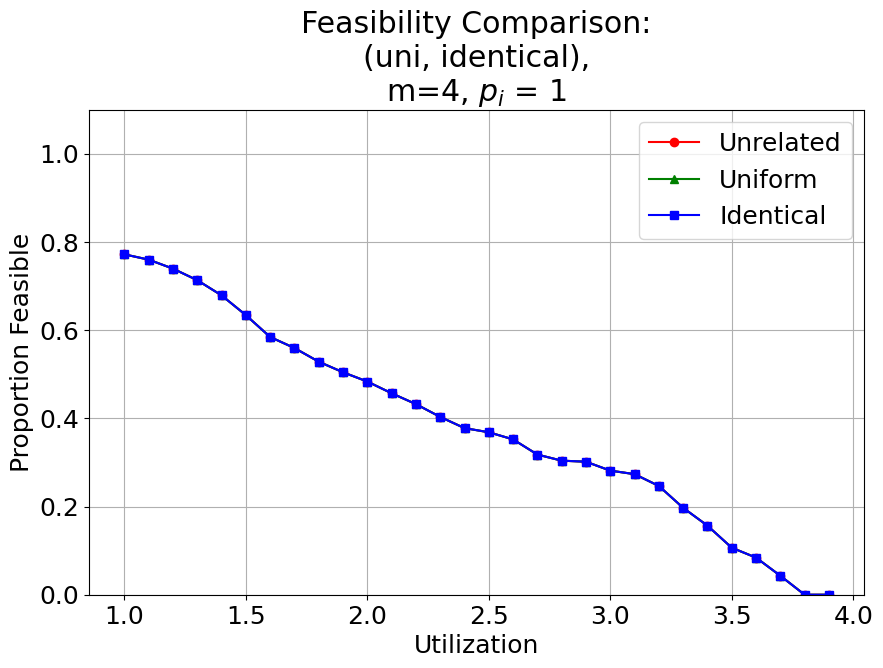 Feasibility Comparison:
(uni, identical),
m=4, $p_i$ = 1
Unrelated
Uniform
Identical
Proportion Feasible
1.0
0.8
0.6
0.4
0.2
0.0
1.0 1.5 2.0 2.5 3.0 3.5 4.0
Utilization